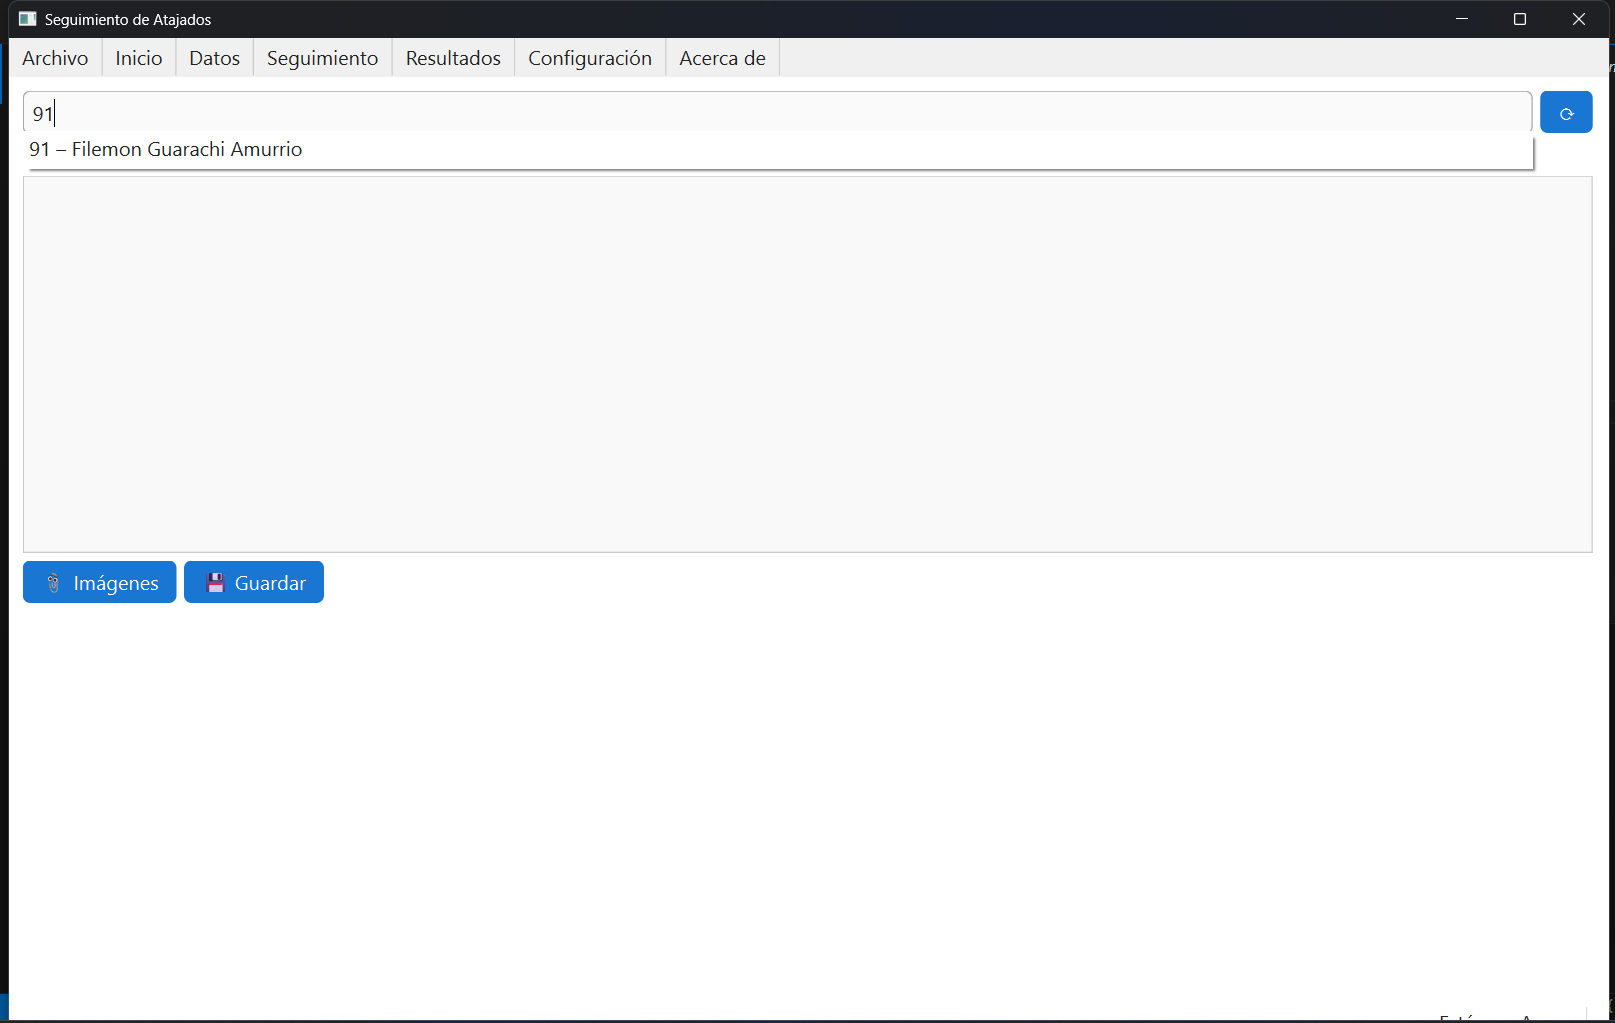 Seguimiento de Atajados
Archivo Inicio Datos Seguimiento Resultados Configuración Acerca de
91
91 – Filemon Guarachi Amurrio
Imágenes Guardar